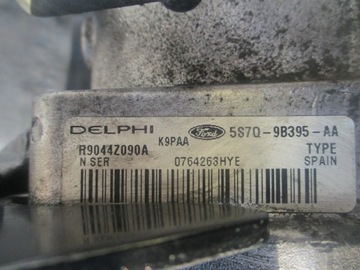 DELPHI K9PAA Ford 5S7Q-9B395-AA
R9044Z090A TYPE
N SER 0764263HYE SPAIN